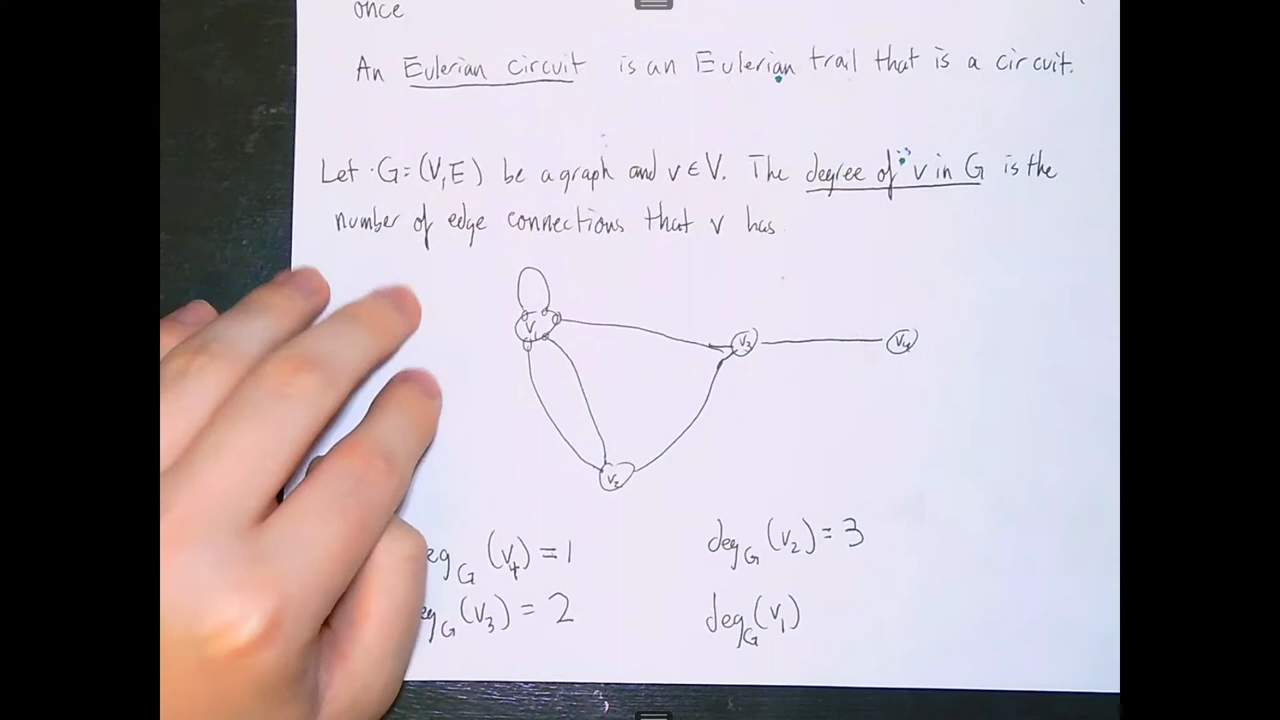 once
An Eulerian circuit is an Eulerian trail that is a circuit.
Let G=(V,E) be a graph and v∈V. The degree of v in G is the
number of edge connections that v has.
V₁
V₃
V₄
V₂
eg_G (v₄) = 1
deg_G (v₂) = 3
eg_G (v₃) = 2
deg_G (v₁)